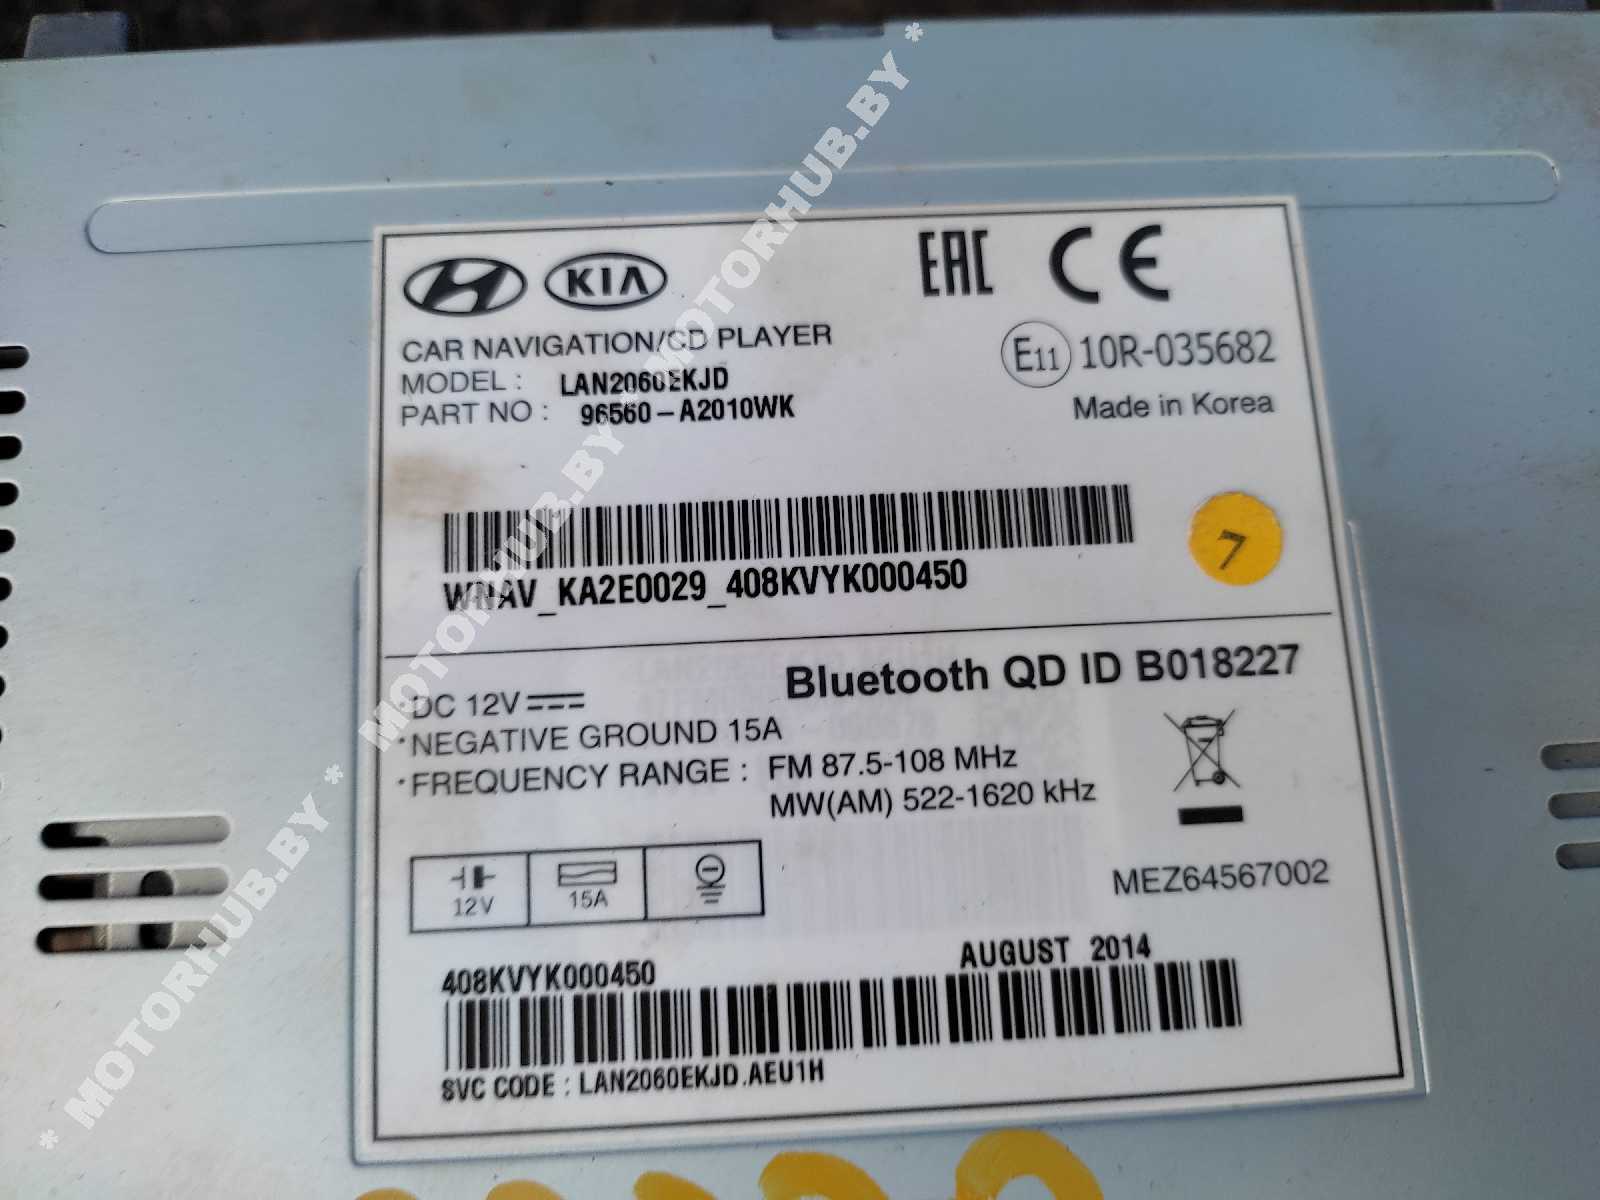 KIA
EAC CE
CAR NAVIGATION/CD PLAYER
MODEL : LAN2060EKJD
PART NO : 96560-A2010WK
E11 10R-035682
Made in Korea
WNAV_KA2E0029_408KVYK000450
7
Bluetooth QD ID B018227
DC 12V
·NEGATIVE GROUND 15A
·FREQUENCY RANGE : FM 87.5-108 MHz
MW(AM) 522-1620 kHz
12V 15A
MEZ64567002
AUGUST 2014
408KVYK000450
SVC CODE : LAN2060EKJD.AEU1H
* MOTORHUB.BY * MOTORHUB.BY * MOTORHUB.BY *